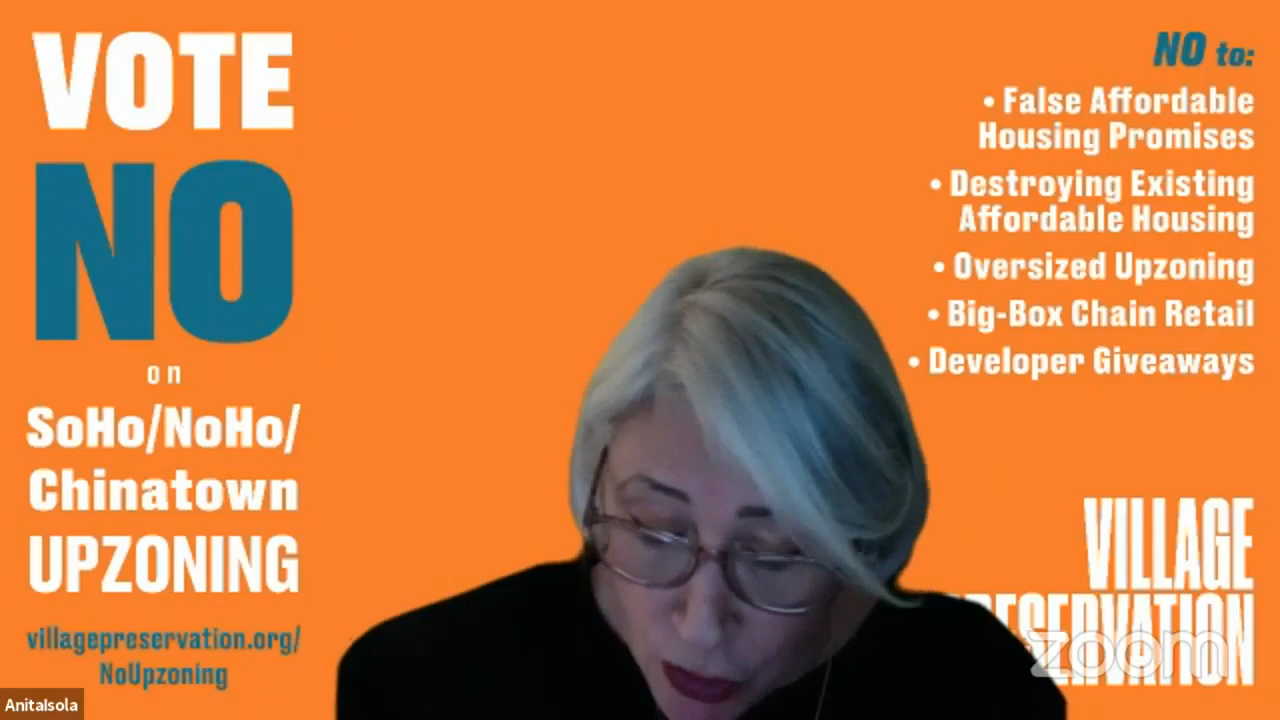 VOTE
NO
on
SoHo/NoHo/
Chinatown
UPZONING
villagepreservation.org/
NoUpzoning
AnitaIsola
NO to:
• False Affordable
Housing Promises
• Destroying Existing
Affordable Housing
• Oversized Upzoning
• Big-Box Chain Retail
• Developer Giveaways
VILLAGE
PRESERVATION
zoom